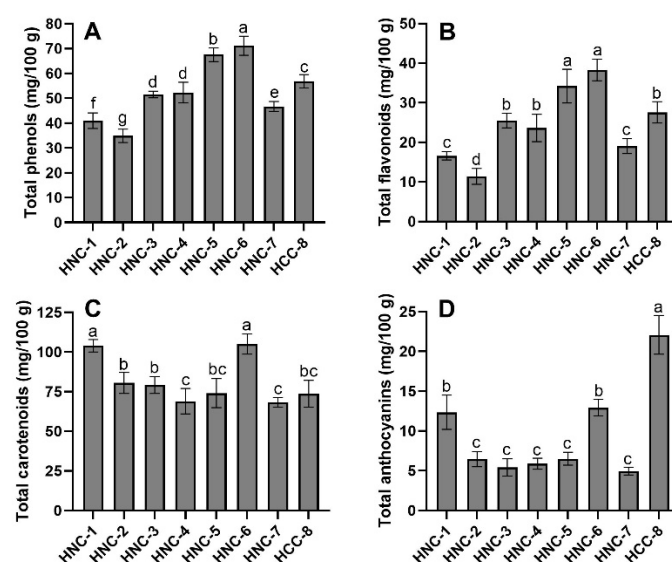 A
Total phenols (mg/100 g)
80
70
60
50
40
30
20
10
0
f
g
d
d
b
a
e
c
HNC-1
HNC-2
HNC-3
HNC-4
HNC-5
HNC-6
HNC-7
HCC-8
B
Total flavonoids (mg/100 g)
50
40
30
20
10
0
c
d
b
b
a
a
c
b
HNC-1
HNC-2
HNC-3
HNC-4
HNC-5
HNC-6
HNC-7
HCC-8
C
Total carotenoids (mg/100 g)
125
100
75
50
25
0
a
b
b
c
bc
a
c
bc
HNC-1
HNC-2
HNC-3
HNC-4
HNC-5
HNC-6
HNC-7
HCC-8
D
Total anthocyanins (mg/100 g)
25
20
15
10
5
0
b
c
c
c
c
b
c
a
HNC-1
HNC-2
HNC-3
HNC-4
HNC-5
HNC-6
HNC-7
HCC-8